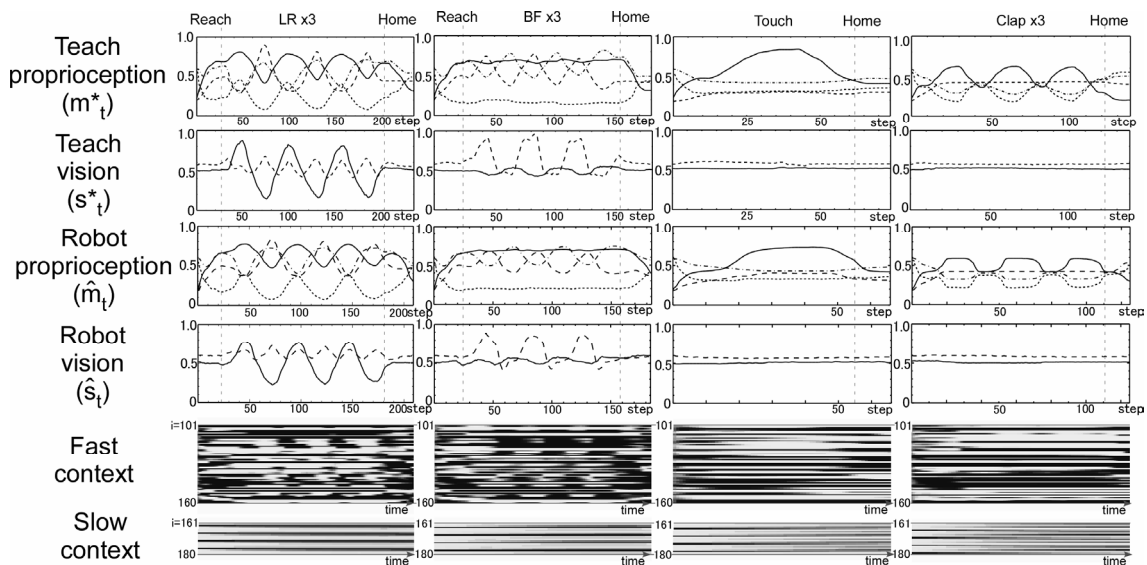 Reach LR x3 Home Reach BF x3 Home Touch Home Clap x3 Home
Teach proprioception (m*t)
1.0 0.5 0 50 100 150 200 step
1.0 0.5 0 50 100 150 step
1.0 0.5 0 25 50 step
1.0 0.5 0 50 100 step
Teach vision (s*t)
1.0 0.5 0 50 100 150 200 step
1.0 0.5 0 50 100 150 step
1.0 0.5 0 25 50 step
1.0 0.5 0 50 100 step
Robot proprioception (m̂t)
1.0 0.5 0 50 100 150 200 step
1.0 0.5 0 50 100 150 step
1.0 0.5 0 50 step
1.0 0.5 0 50 100 step
Robot vision (ŝt)
1.0 0.5 0 50 100 150 200 step
1.0 0.5 0 50 100 150 step
1.0 0.5 0 50 step
1.0 0.5 0 50 100 step
Fast context
i=101 160 time
101 160 time
101 160 time
101 160 time
Slow context
i=161 180 time
161 180 time
161 180 time
161 180 time